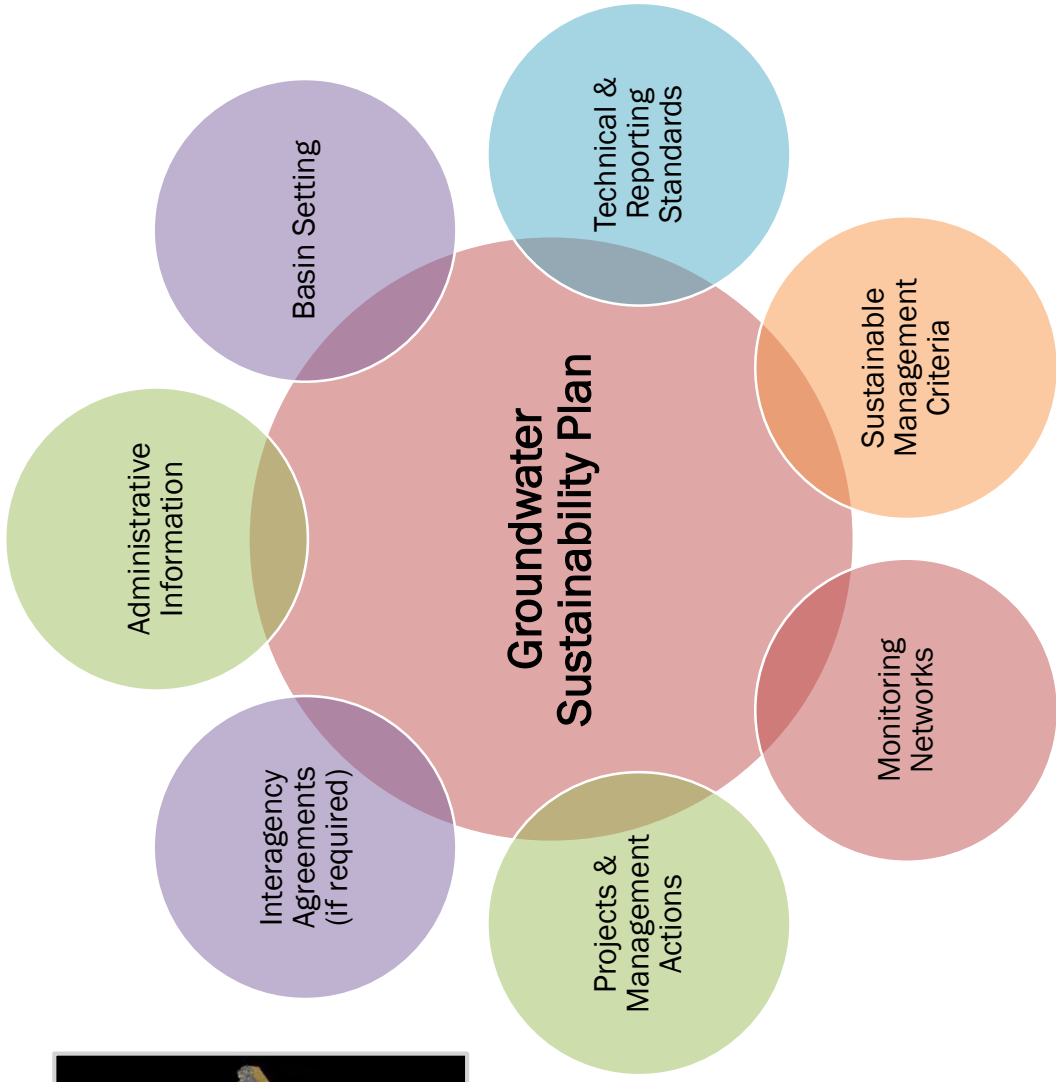 Groundwater
Sustainability Plan
Administrative
Information
Basin Setting
Technical &
Reporting
Standards
Sustainable
Management
Criteria
Monitoring
Networks
Projects &
Management
Actions
Interagency
Agreements
(if required)